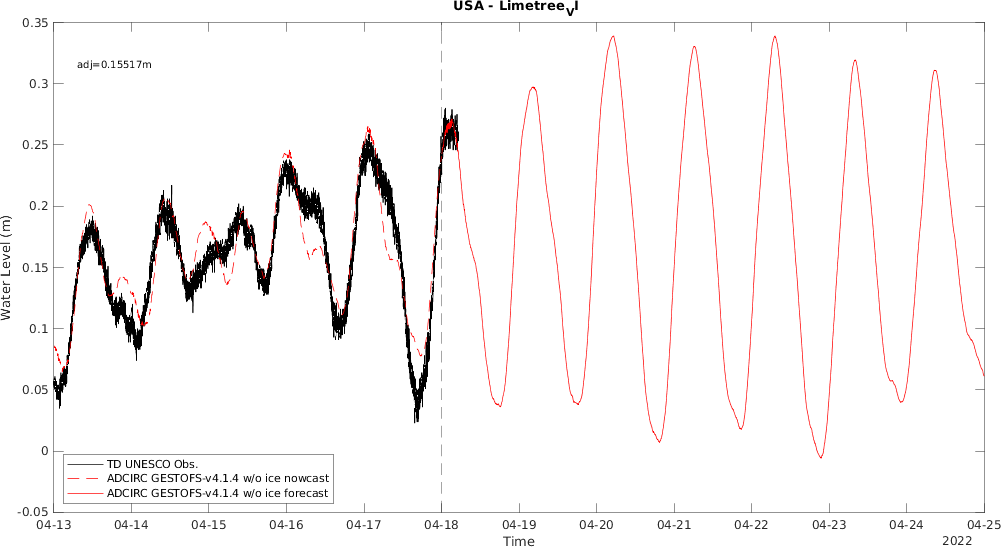 USA - Limetree_VI
adj=0.15517m
0.35
0.3
0.25
0.2
0.15
0.1
0.05
0
-0.05
Water Level (m)
TD UNESCO Obs.
ADCIRC GESTOFS-v4.1.4 w/o ice nowcast
ADCIRC GESTOFS-v4.1.4 w/o ice forecast
04-13 04-14 04-15 04-16 04-17 04-18 04-19 04-20 04-21 04-22 04-23 04-24 04-25
Time
2022